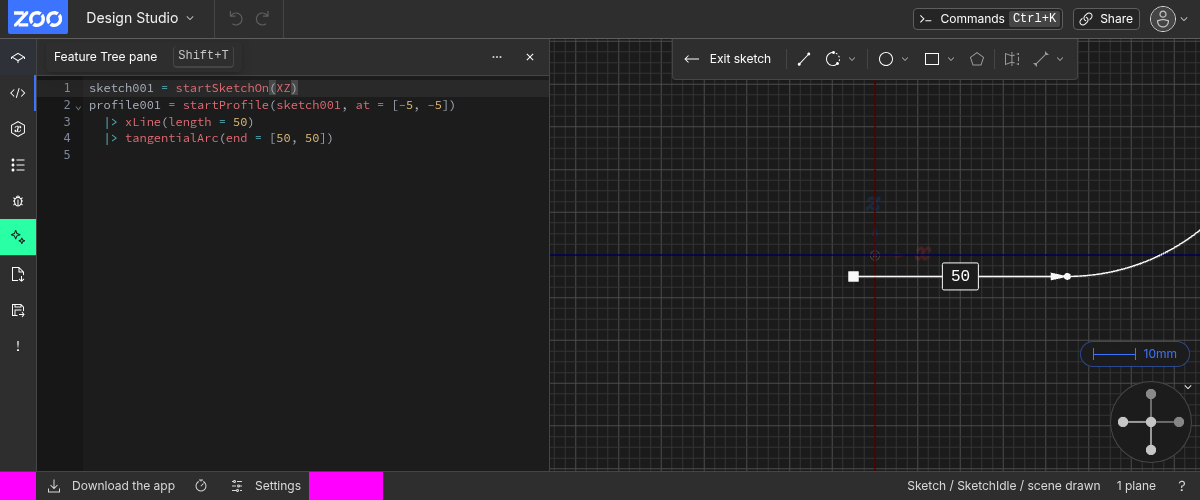 ZOO Design Studio Commands Ctrl+K Share
Feature Tree pane Shift+T
Exit sketch
1 sketch001 = startSketchOn(XZ)
2 profile001 = startProfile(sketch001, at = [-5, -5])
3 |> xLine(length = 50)
4 |> tangentialArc(end = [50, 50])
5
50
10mm
Download the app Settings Sketch / SketchIdle / scene drawn 1 plane ?